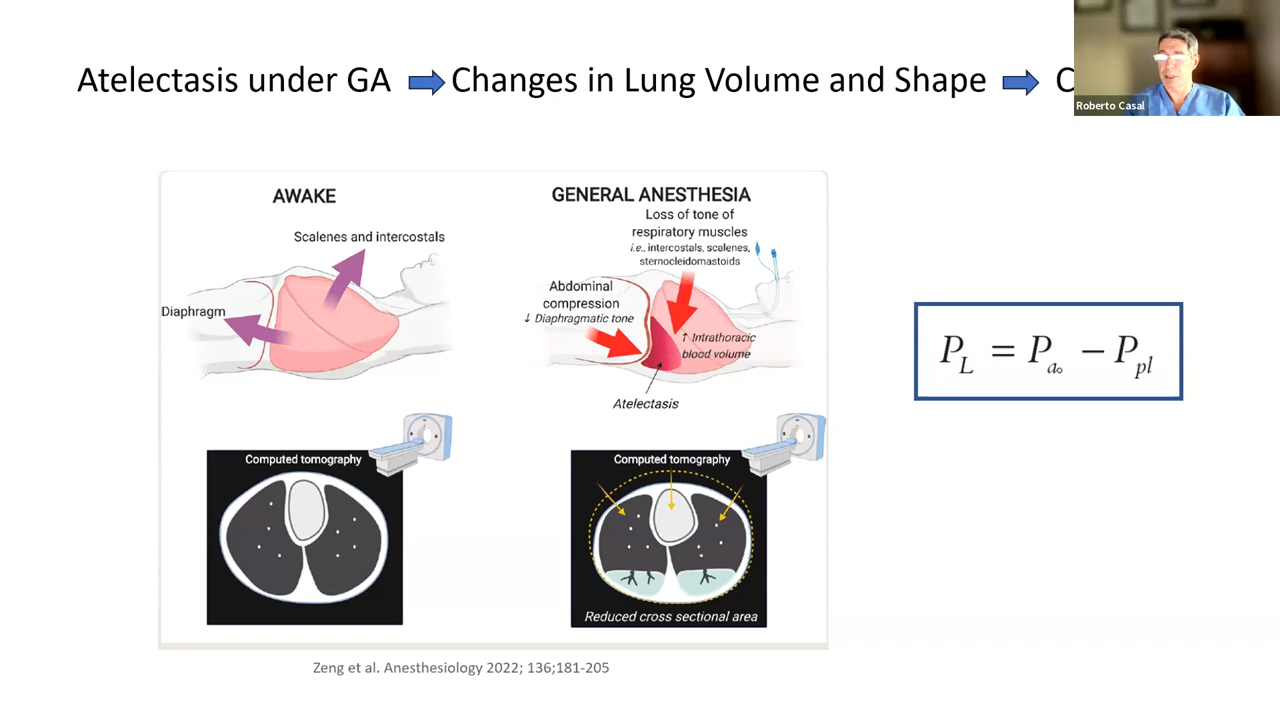 Atelectasis under GA Changes in Lung Volume and Shape
Roberto Casal
AWAKE
Scalenes and intercostals
Diaphragm
GENERAL ANESTHESIA
Loss of tone of
respiratory muscles
i.e., intercostals, scalenes,
sternocleidomastoids
Abdominal
compression
↓ Diaphragmatic tone
↑ Intrathoracic
blood volume
Atelectasis
P_L = P_ao − P_pl
Computed tomography
Computed tomography
Reduced cross sectional area
Zeng et al. Anesthesiology 2022; 136;181-205